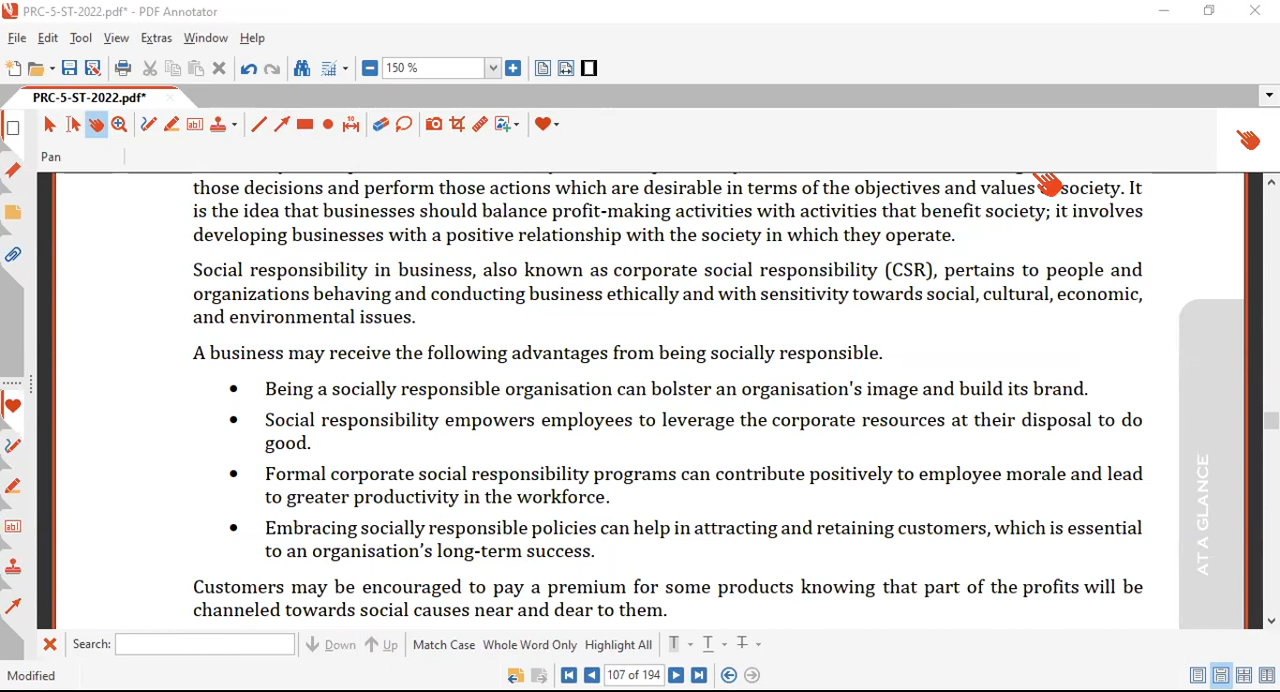 PRC-5-ST-2022.pdf* - PDF Annotator
File Edit Tool View Extras Window Help
150 %
PRC-5-ST-2022.pdf*
Pan
those decisions and perform those actions which are desirable in terms of the objectives and values society. It
is the idea that businesses should balance profit-making activities with activities that benefit society; it involves
developing businesses with a positive relationship with the society in which they operate.
Social responsibility in business, also known as corporate social responsibility (CSR), pertains to people and
organizations behaving and conducting business ethically and with sensitivity towards social, cultural, economic,
and environmental issues.
A business may receive the following advantages from being socially responsible.
• Being a socially responsible organisation can bolster an organisation's image and build its brand.
• Social responsibility empowers employees to leverage the corporate resources at their disposal to do
good.
• Formal corporate social responsibility programs can contribute positively to employee morale and lead
to greater productivity in the workforce.
• Embracing socially responsible policies can help in attracting and retaining customers, which is essential
to an organisation’s long-term success.
Customers may be encouraged to pay a premium for some products knowing that part of the profits will be
channeled towards social causes near and dear to them.
AT A GLANCE
Search: Down Up Match Case Whole Word Only Highlight All
Modified 107 of 194